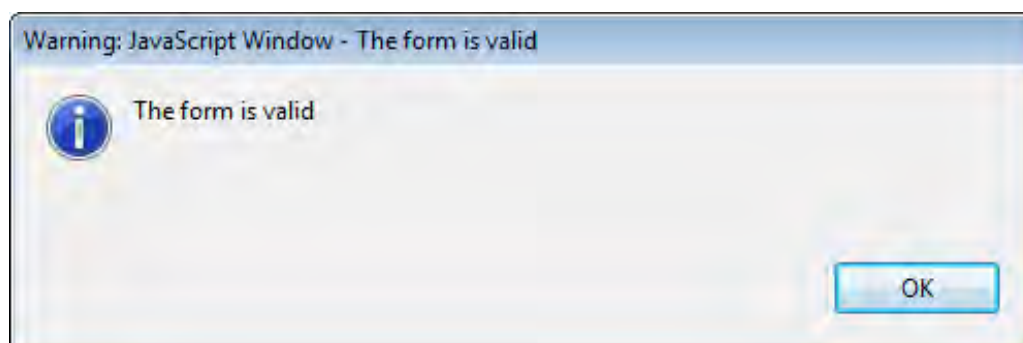 Warning: JavaScript Window - The form is valid
The form is valid
OK